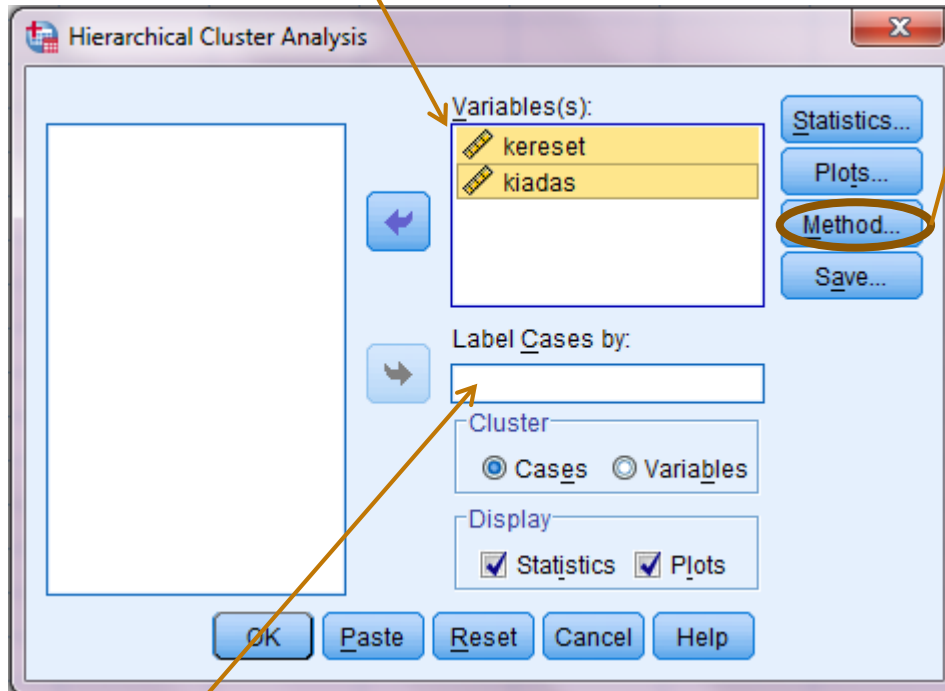 Hierarchical Cluster Analysis
Variables(s):
kereset
kiadas
Statistics...
Plots...
Method...
Save...
Label Cases by:
Cluster
Cases Variables
Display
Statistics Plots
OK Paste Reset Cancel Help